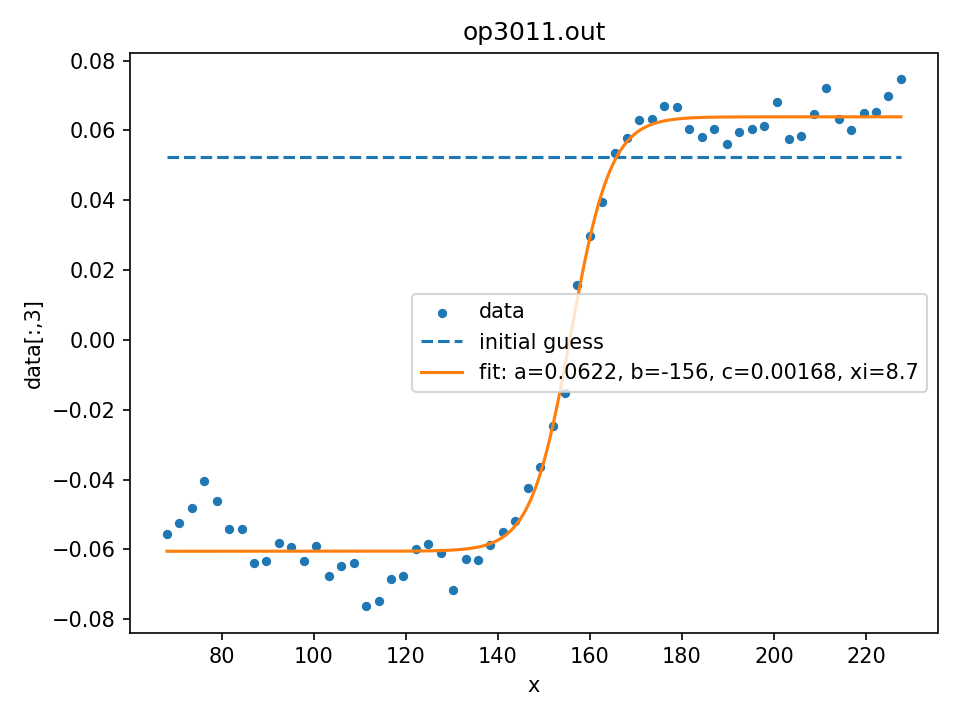 op3011.out
0.08
0.06
0.04
0.02
0.00
−0.02
−0.04
−0.06
−0.08
data[:,3]
data
initial guess
fit: a=0.0622, b=-156, c=0.00168, xi=8.7
80 100 120 140 160 180 200 220
x